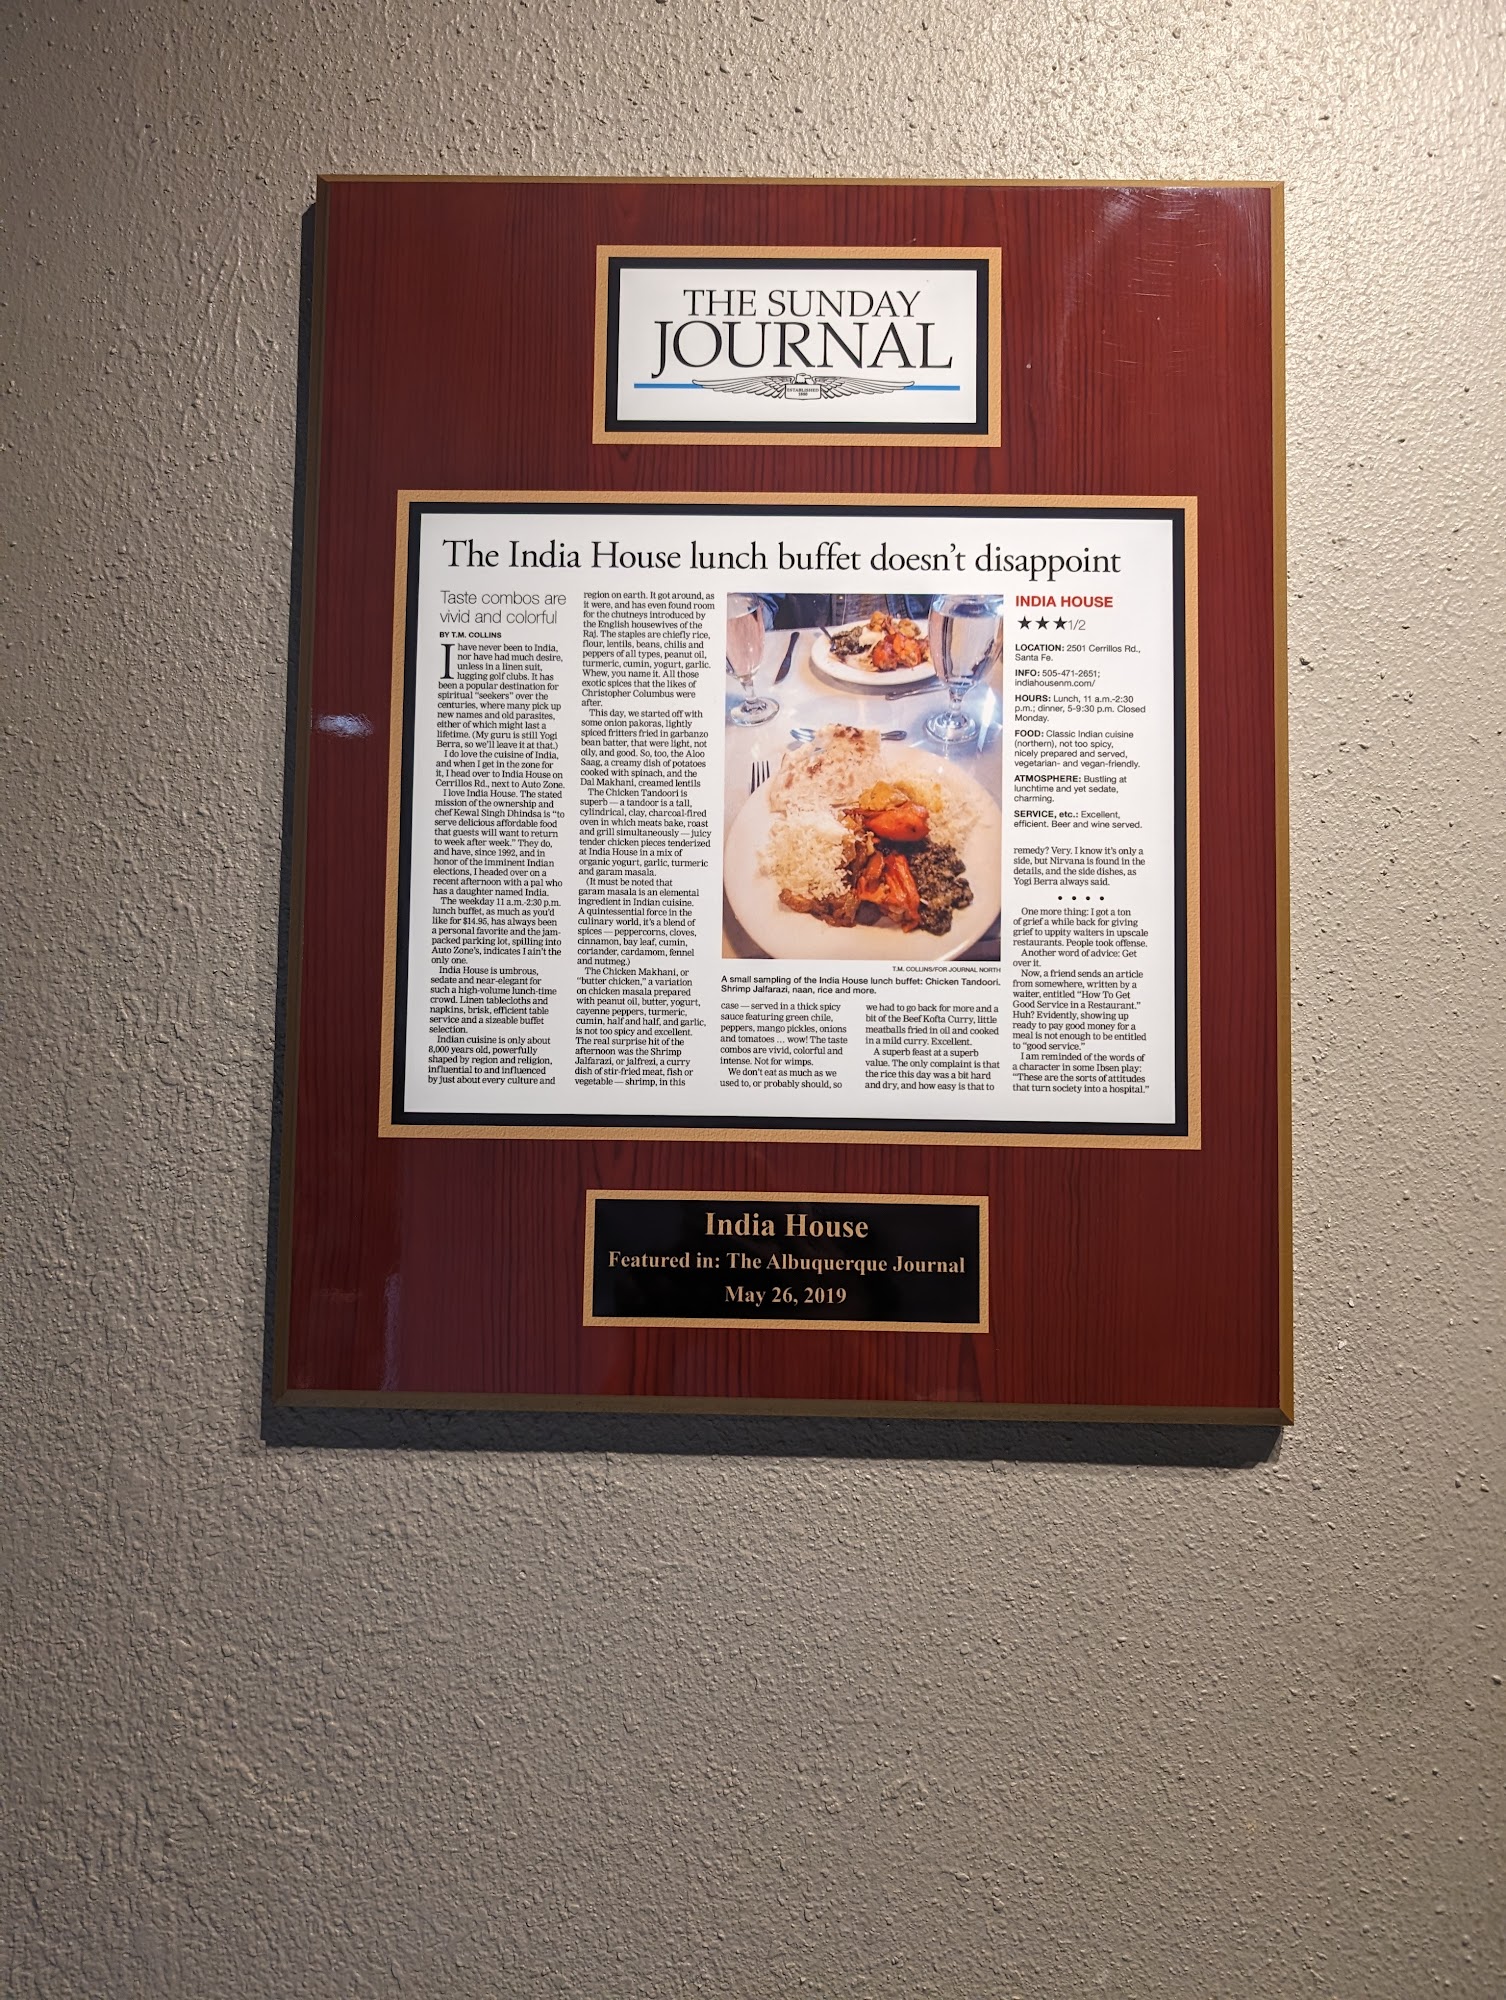 THE SUNDAY
JOURNAL
ESTABLISHED
1880
The India House lunch buffet doesn't disappoint
Taste combos are
vivid and colorful
BY T.M. COLLINS
I have never been to India,
nor have had much desire,
unless in a linen suit,
lugging golf clubs. It has
been a popular destination for
spiritual "seekers" over the
centuries, where many pick up
new names and old parasites,
either of which might last a
lifetime. (My guru is still Yogi
Berra, so we'll leave it at that.)
I do love the cuisine of India,
and when I get in the zone for
it, I head over to India House on
Cerrillos Rd., next to Auto Zone.
I love India House. The stated
mission of the ownership and
chef Kewal Singh Dhindsa is "to
serve delicious affordable food
that guests will want to return
to week after week." They do,
and have, since 1992, and in
honor of the imminent Indian
elections, I headed over on a
recent afternoon with a pal who
has a daughter named India.
The weekday 11 a.m.-2:30 p.m.
lunch buffet, as much as you'd
like for $14.95, has always been
a personal favorite and the jam-
packed parking lot, spilling into
Auto Zone's, indicates I ain't the
only one.
India House is umbrous,
sedate and near-elegant for
such a high-volume lunch-time
crowd. Linen tablecloths and
napkins, brisk, efficient table
service and a sizeable buffet
selection.
Indian cuisine is only about
8,000 years old, powerfully
shaped by region and religion,
influential to and influenced
by just about every culture and
region on earth. It got around, as
it were, and has even found room
for the chutneys introduced by
the English housewives of the
Raj. The staples are chiefly rice,
flour, lentils, beans, chilis and
peppers of all types, peanut oil,
turmeric, cumin, yogurt, garlic.
Whew, you name it. All those
exotic spices that the likes of
Christopher Columbus were
after.
This day, we started off with
some onion pakoras, lightly
spiced fritters fried in garbanzo
bean batter, that were light, not
oily, and good. So, too, the Aloo
Saag, a creamy dish of potatoes
cooked with spinach, and the
Dal Makhani, creamed lentils
The Chicken Tandoori is
superb — a tandoor is a tall,
cylindrical, clay, charcoal-fired
oven in which meats bake, roast
and grill simultaneously — juicy
tender chicken pieces tenderized
at India House in a mix of
organic yogurt, garlic, turmeric
and garam masala.
(It must be noted that
garam masala is an elemental
ingredient in Indian cuisine.
A quintessential force in the
culinary world, it's a blend of
spices — peppercorns, cloves,
cinnamon, bay leaf, cumin,
coriander, cardamom, fennel
and nutmeg.)
The Chicken Makhani, or
"butter chicken," a variation
on chicken masala prepared
with peanut oil, butter, yogurt,
cayenne peppers, turmeric,
cumin, half and half, and garlic,
is not too spicy and excellent.
The real surprise hit of the
afternoon was the Shrimp
Jalfarazi, or jalfrezi, a curry
dish of stir-fried meat, fish or
vegetable — shrimp, in this
T.M. COLLINS/FOR JOURNAL NORTH
A small sampling of the India House lunch buffet: Chicken Tandoori.
Shrimp Jalfarazi, naan, rice and more.
case — served in a thick spicy
sauce featuring green chile,
peppers, mango pickles, onions
and tomatoes ... wow! The taste
combos are vivid, colorful and
intense. Not for wimps.
We don't eat as much as we
used to, or probably should, so
we had to go back for more and a
bit of the Beef Kofta Curry, little
meatballs fried in oil and cooked
in a mild curry. Excellent.
A superb feast at a superb
value. The only complaint is that
the rice this day was a bit hard
and dry, and how easy is that to
INDIA HOUSE
★★★1/2
LOCATION: 2501 Cerrillos Rd.,
Santa Fe.
INFO: 505-471-2651;
indiahousenm.com/
HOURS: Lunch, 11 a.m.-2:30
p.m.; dinner, 5-9:30 p.m. Closed
Monday.
FOOD: Classic Indian cuisine
(northern), not too spicy,
nicely prepared and served,
vegetarian- and vegan-friendly.
ATMOSPHERE: Bustling at
lunchtime and yet sedate,
charming.
SERVICE, etc.: Excellent,
efficient. Beer and wine served.
remedy? Very. I know it's only a
side, but Nirvana is found in the
details, and the side dishes, as
Yogi Berra always said.
• • • •
One more thing: I got a ton
of grief a while back for giving
grief to uppity waiters in upscale
restaurants. People took offense.
Another word of advice: Get
over it.
Now, a friend sends an article
from somewhere, written by a
waiter, entitled "How To Get
Good Service in a Restaurant."
Huh? Evidently, showing up
ready to pay good money for a
meal is not enough to be entitled
to "good service."
I am reminded of the words of
a character in some Ibsen play:
"These are the sorts of attitudes
that turn society into a hospital."
India House
Featured in: The Albuquerque Journal
May 26, 2019